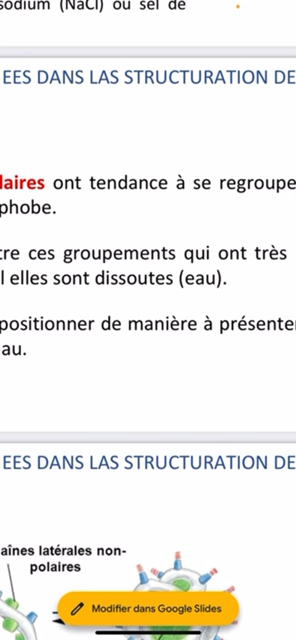 sodium (NaCl) ou sel de
EES DANS LAS STRUCTURATION DE
laires ont tendance à se regroupe
phobe.
tre ces groupements qui ont très
l elles sont dissoutes (eau).
positionner de manière à présenter
au.
EES DANS LAS STRUCTURATION DE
aînes latérales non-
polaires
Modifier dans Google Slides